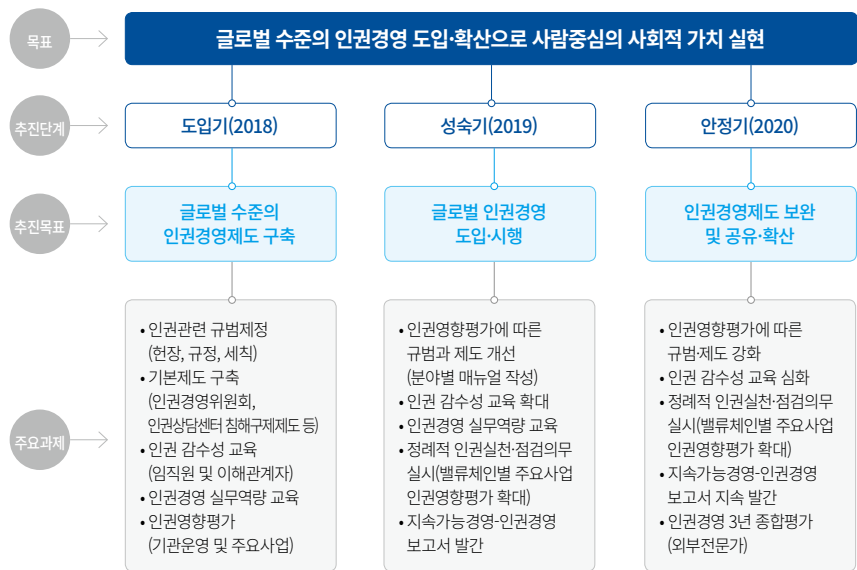 목표
글로벌 수준의 인권경영 도입·확산으로 사람중심의 사회적 가치 실현
추진단계
도입기(2018)
성숙기(2019)
안정기(2020)
추진목표
글로벌 수준의
인권경영제도 구축
글로벌 인권경영
도입·시행
인권경영제도 보완
및 공유·확산
주요과제
• 인권관련 규범제정
(헌장, 규정, 세칙)
• 기본제도 구축
(인권경영위원회,
인권상담센터 침해구제제도 등)
• 인권 감수성 교육
(임직원 및 이해관계자)
• 인권경영 실무역량 교육
• 인권영향평가
(기관운영 및 주요사업)
• 인권영향평가에 따른
규범과 제도 개선
(분야별 매뉴얼 작성)
• 인권 감수성 교육 확대
• 인권경영 실무역량 교육
• 정례적 인권실천·점검의무
실시(밸류체인별 주요사업
인권영향평가 확대)
• 지속가능경영-인권경영
보고서 발간
• 인권영향평가에 따른
규범·제도 강화
• 인권 감수성 교육 심화
• 정례적 인권실천·점검의무
실시(밸류체인별 주요사업
인권영향평가 확대)
• 지속가능경영-인권경영
보고서 지속 발간
• 인권경영 3년 종합평가
(외부전문가)